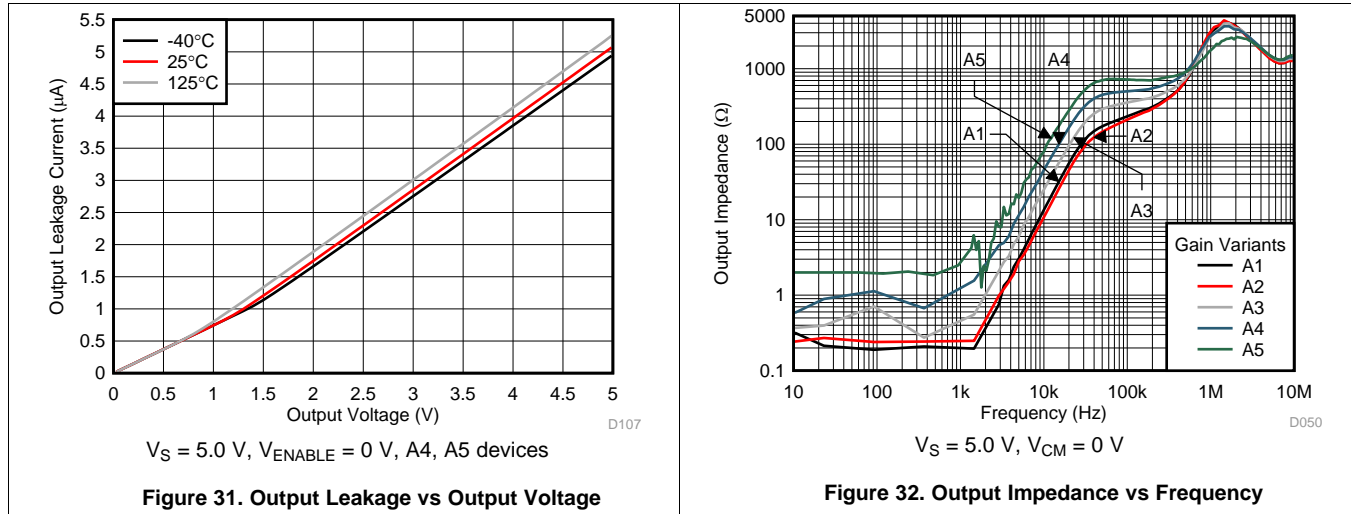 5.5
5
4.5
4
3.5
3
2.5
2
1.5
1
0.5
0
Output Leakage Current (μA)
-40°C
25°C
125°C
0 0.5 1 1.5 2 2.5 3 3.5 4 4.5 5
Output Voltage (V)
D107
VS = 5.0 V, VENABLE = 0 V, A4, A5 devices
Figure 31. Output Leakage vs Output Voltage
5000
1000
100
10
1
0.1
Output Impedance (Ω)
A5
A4
A1
A2
A3
Gain Variants
A1
A2
A3
A4
A5
10 100 1k 10k 100k 1M 10M
Frequency (Hz)
D050
VS = 5.0 V, VCM = 0 V
Figure 32. Output Impedance vs Frequency